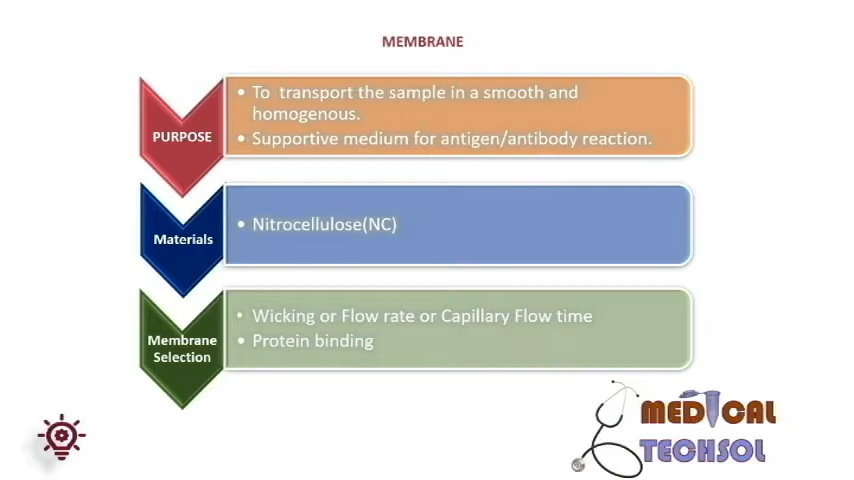 MEMBRANE
• To  transport the sample in a smooth and
homogenous.
• Supportive medium for antigen/antibody reaction.
PURPOSE
• Nitrocellulose(NC)
Materials
• Wicking or Flow rate or Capillary Flow time
• Protein binding
Membrane
Selection
MEDICAL
TECHSOL